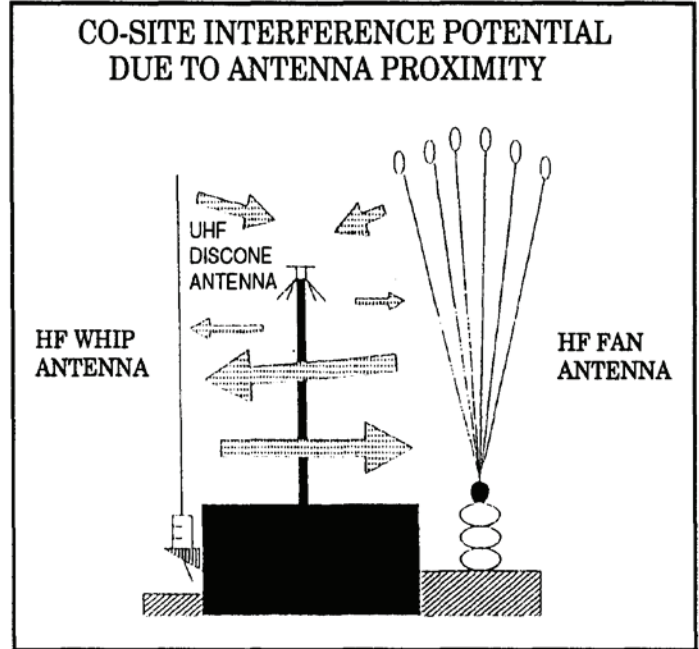 CO-SITE INTERFERENCE POTENTIAL
DUE TO ANTENNA PROXIMITY
UHF
DISCONE
ANTENNA
HF WHIP
ANTENNA
HF FAN
ANTENNA